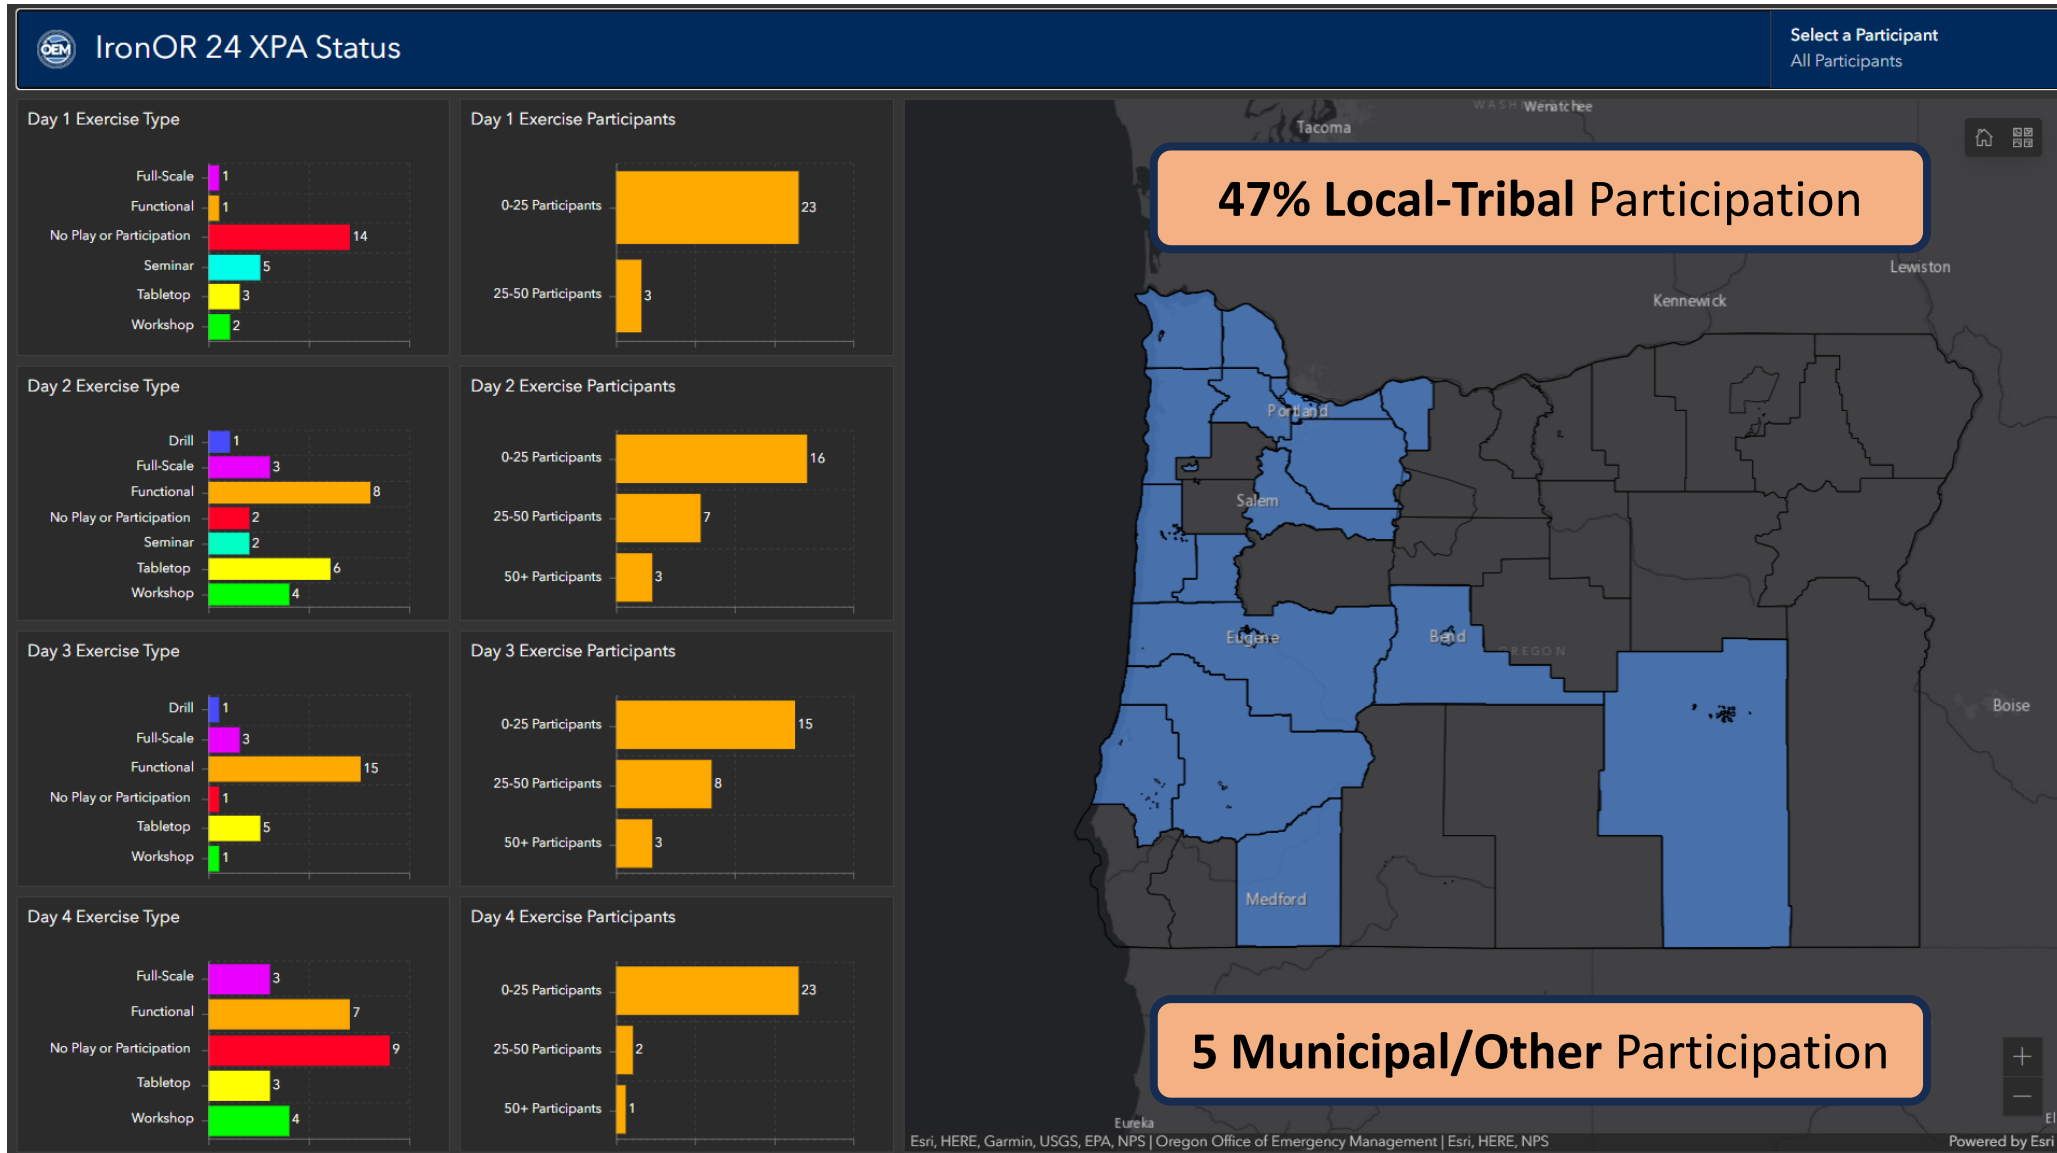 OEM
IronOR 24 XPA Status
Select a Participant
All Participants
Day 1 Exercise Type
Full-Scale 1
Functional 1
No Play or Participation 14
Seminar 5
Tabletop 3
Workshop 2
Day 1 Exercise Participants
0-25 Participants 23
25-50 Participants 3
Day 2 Exercise Type
Drill 1
Full-Scale 3
Functional 8
No Play or Participation 2
Seminar 2
Tabletop 6
Workshop 4
Day 2 Exercise Participants
0-25 Participants 16
25-50 Participants 7
50+ Participants 3
Day 3 Exercise Type
Drill 1
Full-Scale 3
Functional 15
No Play or Participation 1
Tabletop 5
Workshop 1
Day 3 Exercise Participants
0-25 Participants 15
25-50 Participants 8
50+ Participants 3
Day 4 Exercise Type
Full-Scale 3
Functional 7
No Play or Participation 9
Tabletop 3
Workshop 4
Day 4 Exercise Participants
0-25 Participants 23
25-50 Participants 2
50+ Participants 1
Wenatchee
Tacoma
47% Local-Tribal Participation
Lewiston
Kennewick
Portland
Salem
Eugene
Bend
OREGON
Boise
Medford
5 Municipal/Other Participation
Eureka
El
Esri, HERE, Garmin, USGS, EPA, NPS | Oregon Office of Emergency Management | Esri, HERE, NPS
Powered by Esri